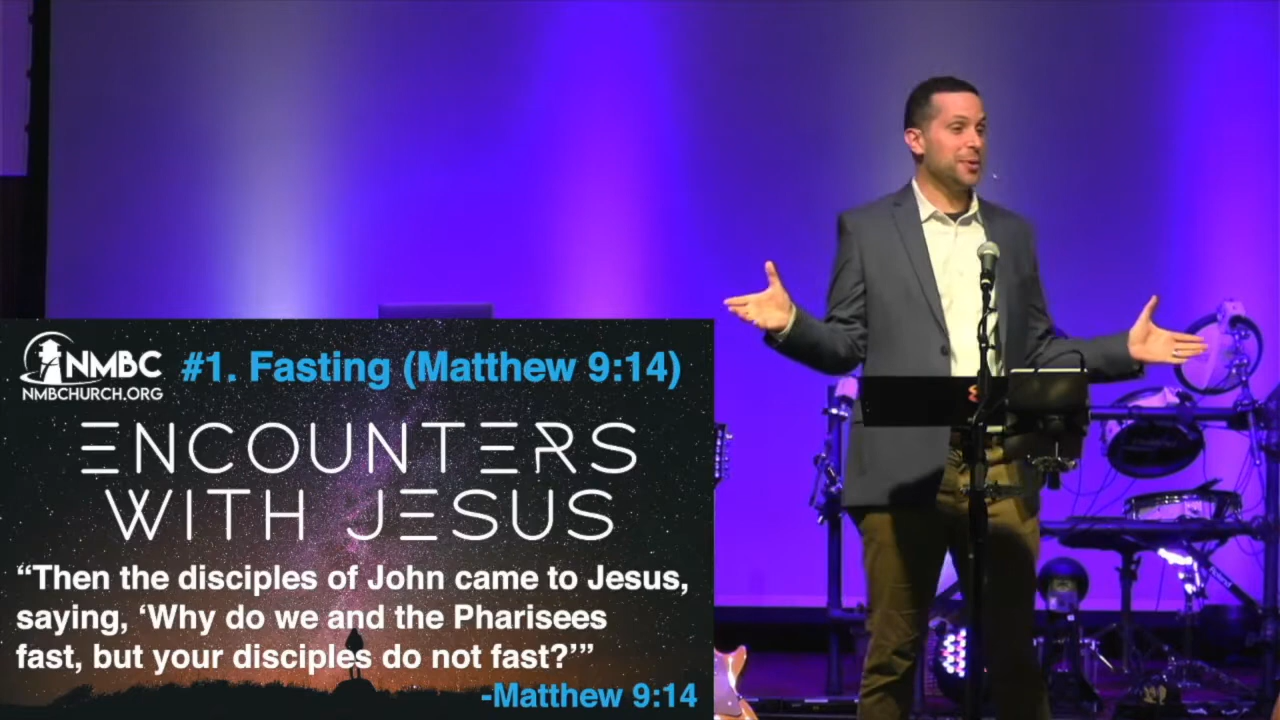 NMBC
NMBCHURCH.ORG
#1. Fasting (Matthew 9:14)
ENCOUNTERS
WITH JESUS
“Then the disciples of John came to Jesus,
saying, ‘Why do we and the Pharisees
fast, but your disciples do not fast?’”
-Matthew 9:14